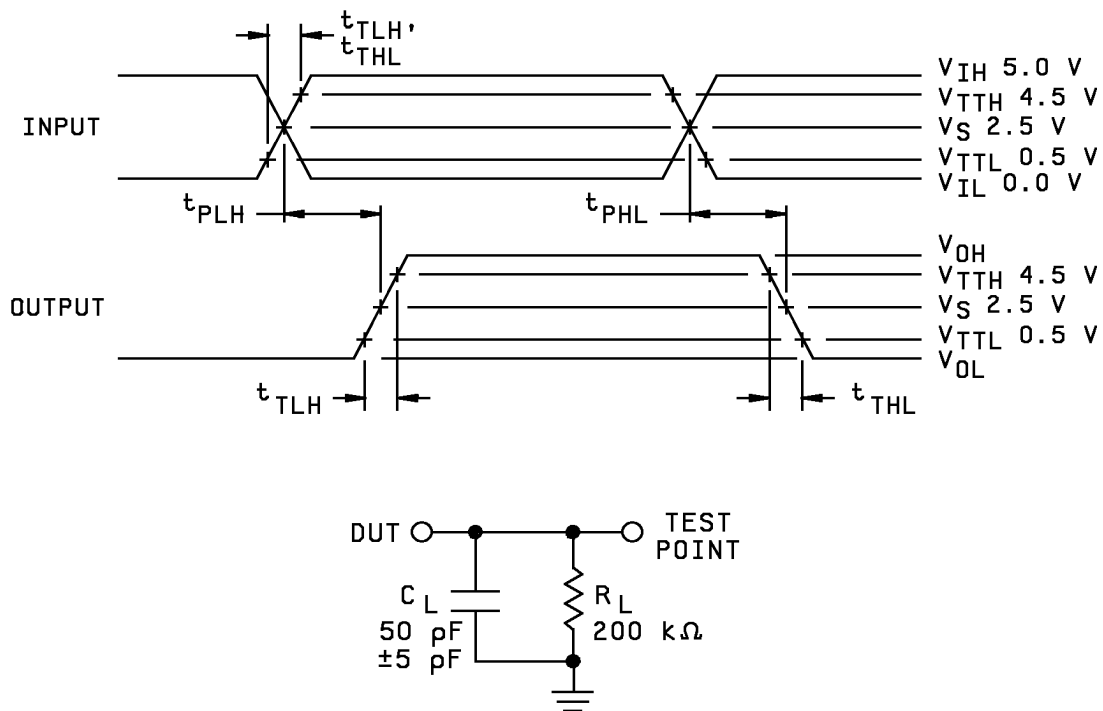 tTLH,
tTHL
INPUT
VIH 5.0 V
VTTH 4.5 V
VS 2.5 V
VTTL 0.5 V
VIL 0.0 V
tPLH
tPHL
OUTPUT
VOH
VTTH 4.5 V
VS 2.5 V
VTTL 0.5 V
VOL
tTLH
tTHL
DUT
TEST
POINT
CL
50 pF
±5 pF
RL
200 kΩ